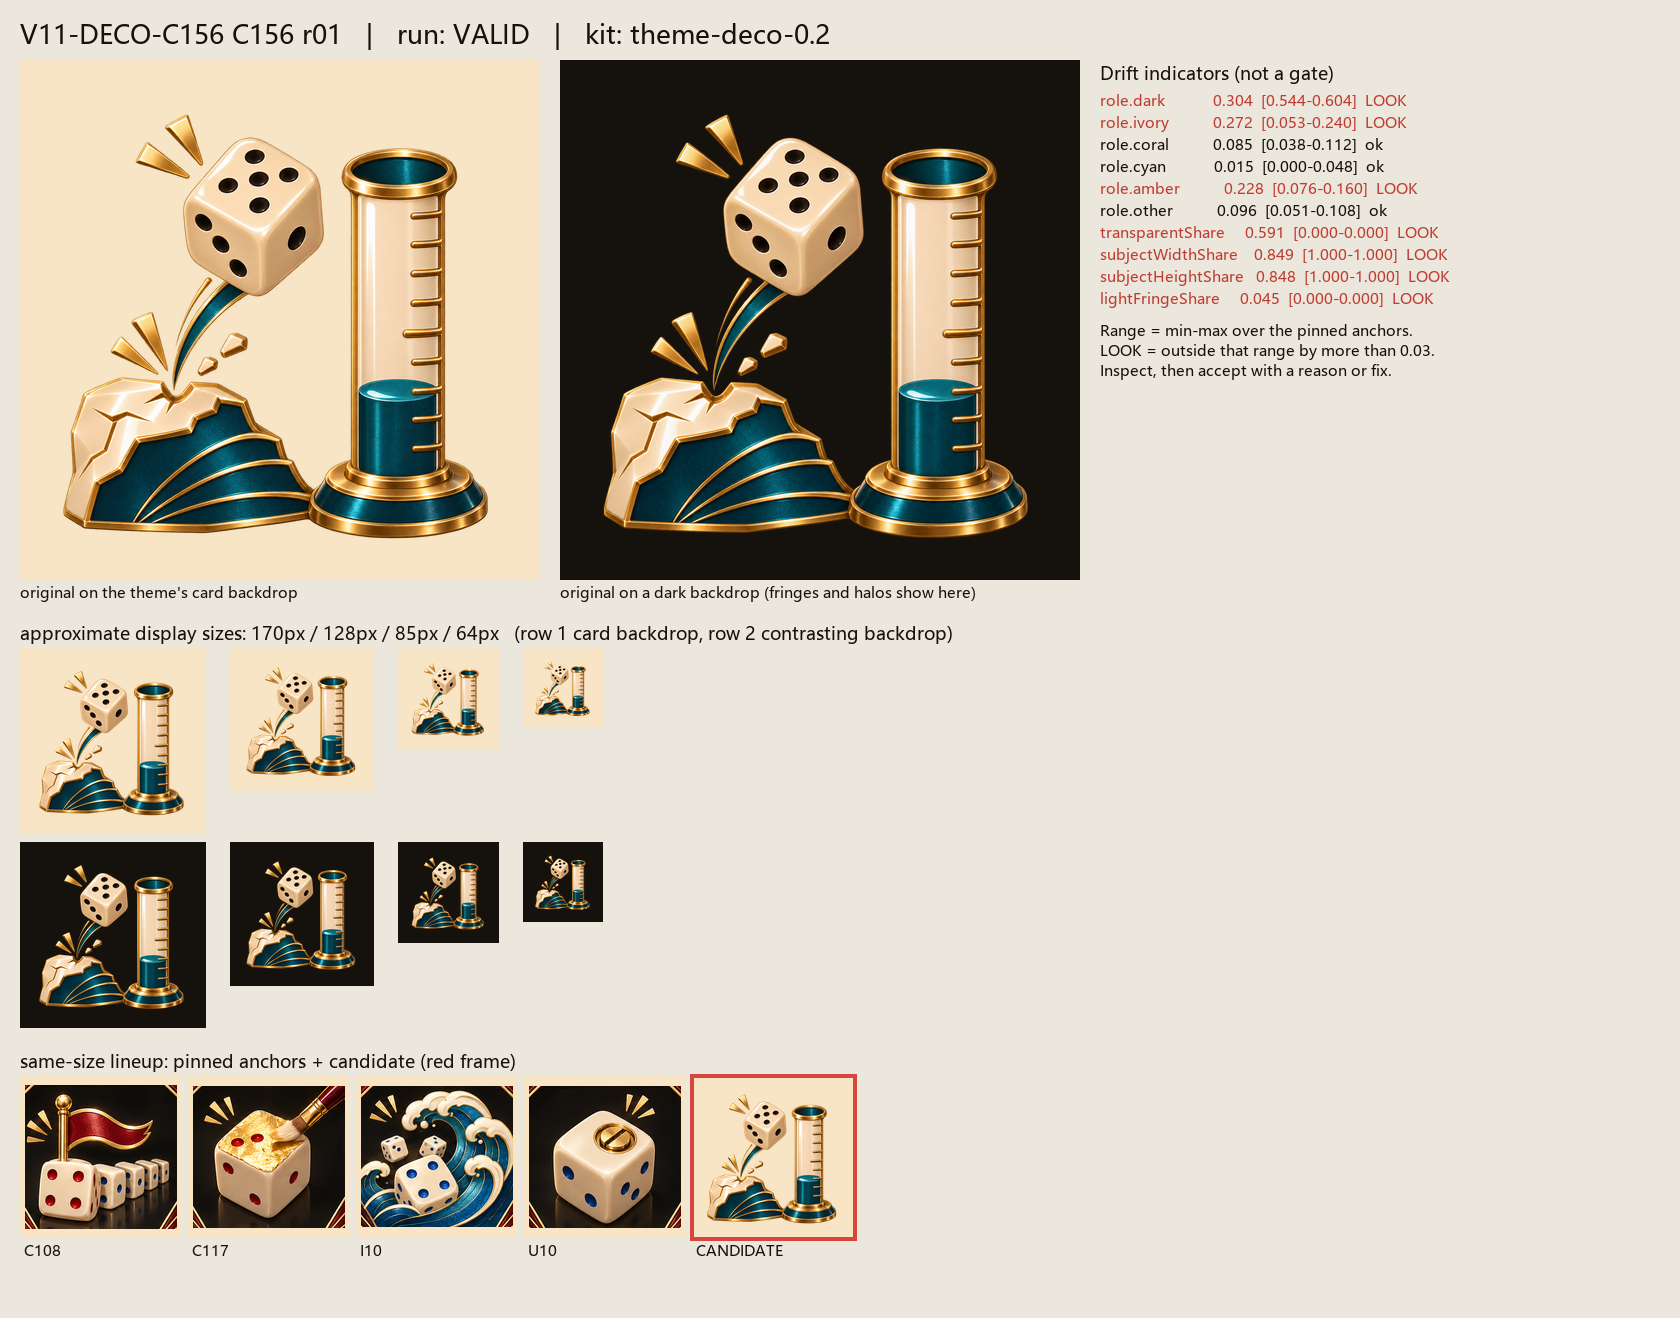 V11-DECO-C156 C156 r01 | run: VALID | kit: theme-deco-0.2
Drift indicators (not a gate)
role.dark 0.304 [0.544-0.604] LOOK
role.ivory 0.272 [0.053-0.240] LOOK
role.coral 0.085 [0.038-0.112] ok
role.cyan 0.015 [0.000-0.048] ok
role.amber 0.228 [0.076-0.160] LOOK
role.other 0.096 [0.051-0.108] ok
transparentShare 0.591 [0.000-0.000] LOOK
subjectWidthShare 0.849 [1.000-1.000] LOOK
subjectHeightShare 0.848 [1.000-1.000] LOOK
lightFringeShare 0.045 [0.000-0.000] LOOK
Range = min-max over the pinned anchors.
LOOK = outside that range by more than 0.03.
Inspect, then accept with a reason or fix.
original on the theme's card backdrop
original on a dark backdrop (fringes and halos show here)
approximate display sizes: 170px / 128px / 85px / 64px (row 1 card backdrop, row 2 contrasting backdrop)
same-size lineup: pinned anchors + candidate (red frame)
C108
C117
I10
U10
CANDIDATE